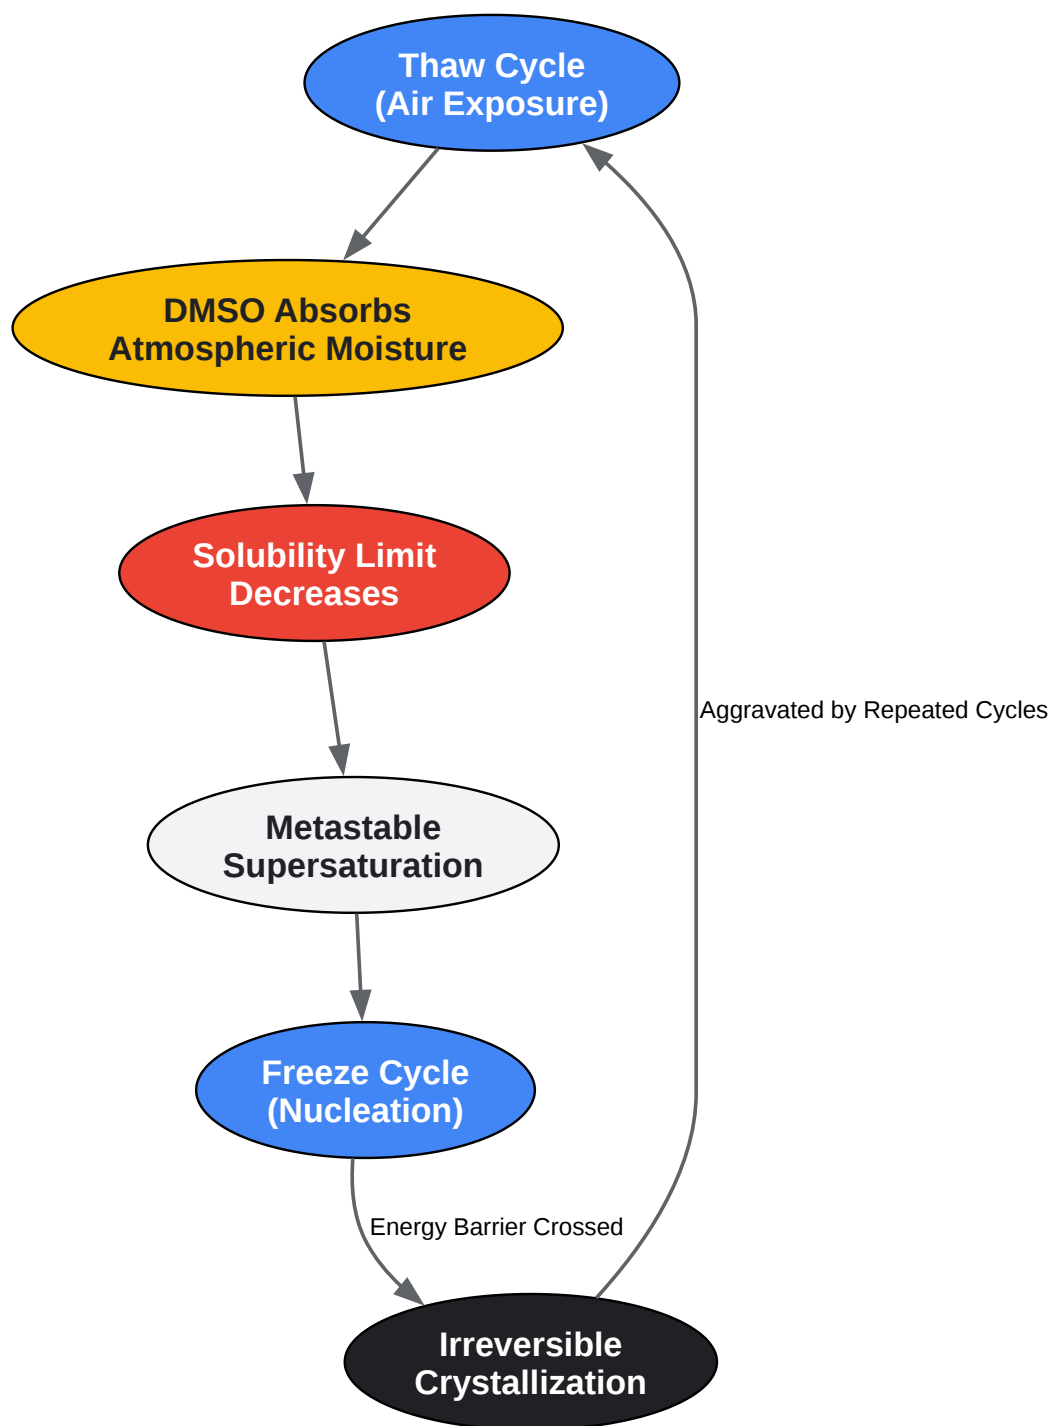 Thaw Cycle
(Air Exposure)
DMSO Absorbs
Atmospheric Moisture
Solubility Limit
Decreases
Aggravated by Repeated Cycles
Metastable
Supersaturation
Freeze Cycle
(Nucleation)
Energy Barrier Crossed
Irreversible
Crystallization